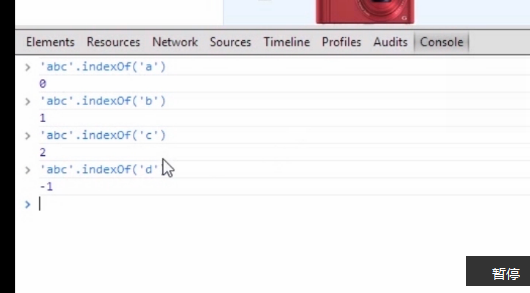 Elements Resources Network Sources Timeline Profiles Audits Console
> 'abc'.indexOf('a')
0
> 'abc'.indexOf('b')
1
> 'abc'.indexOf('c')
2
> 'abc'.indexOf('d'
-1
>
暂停